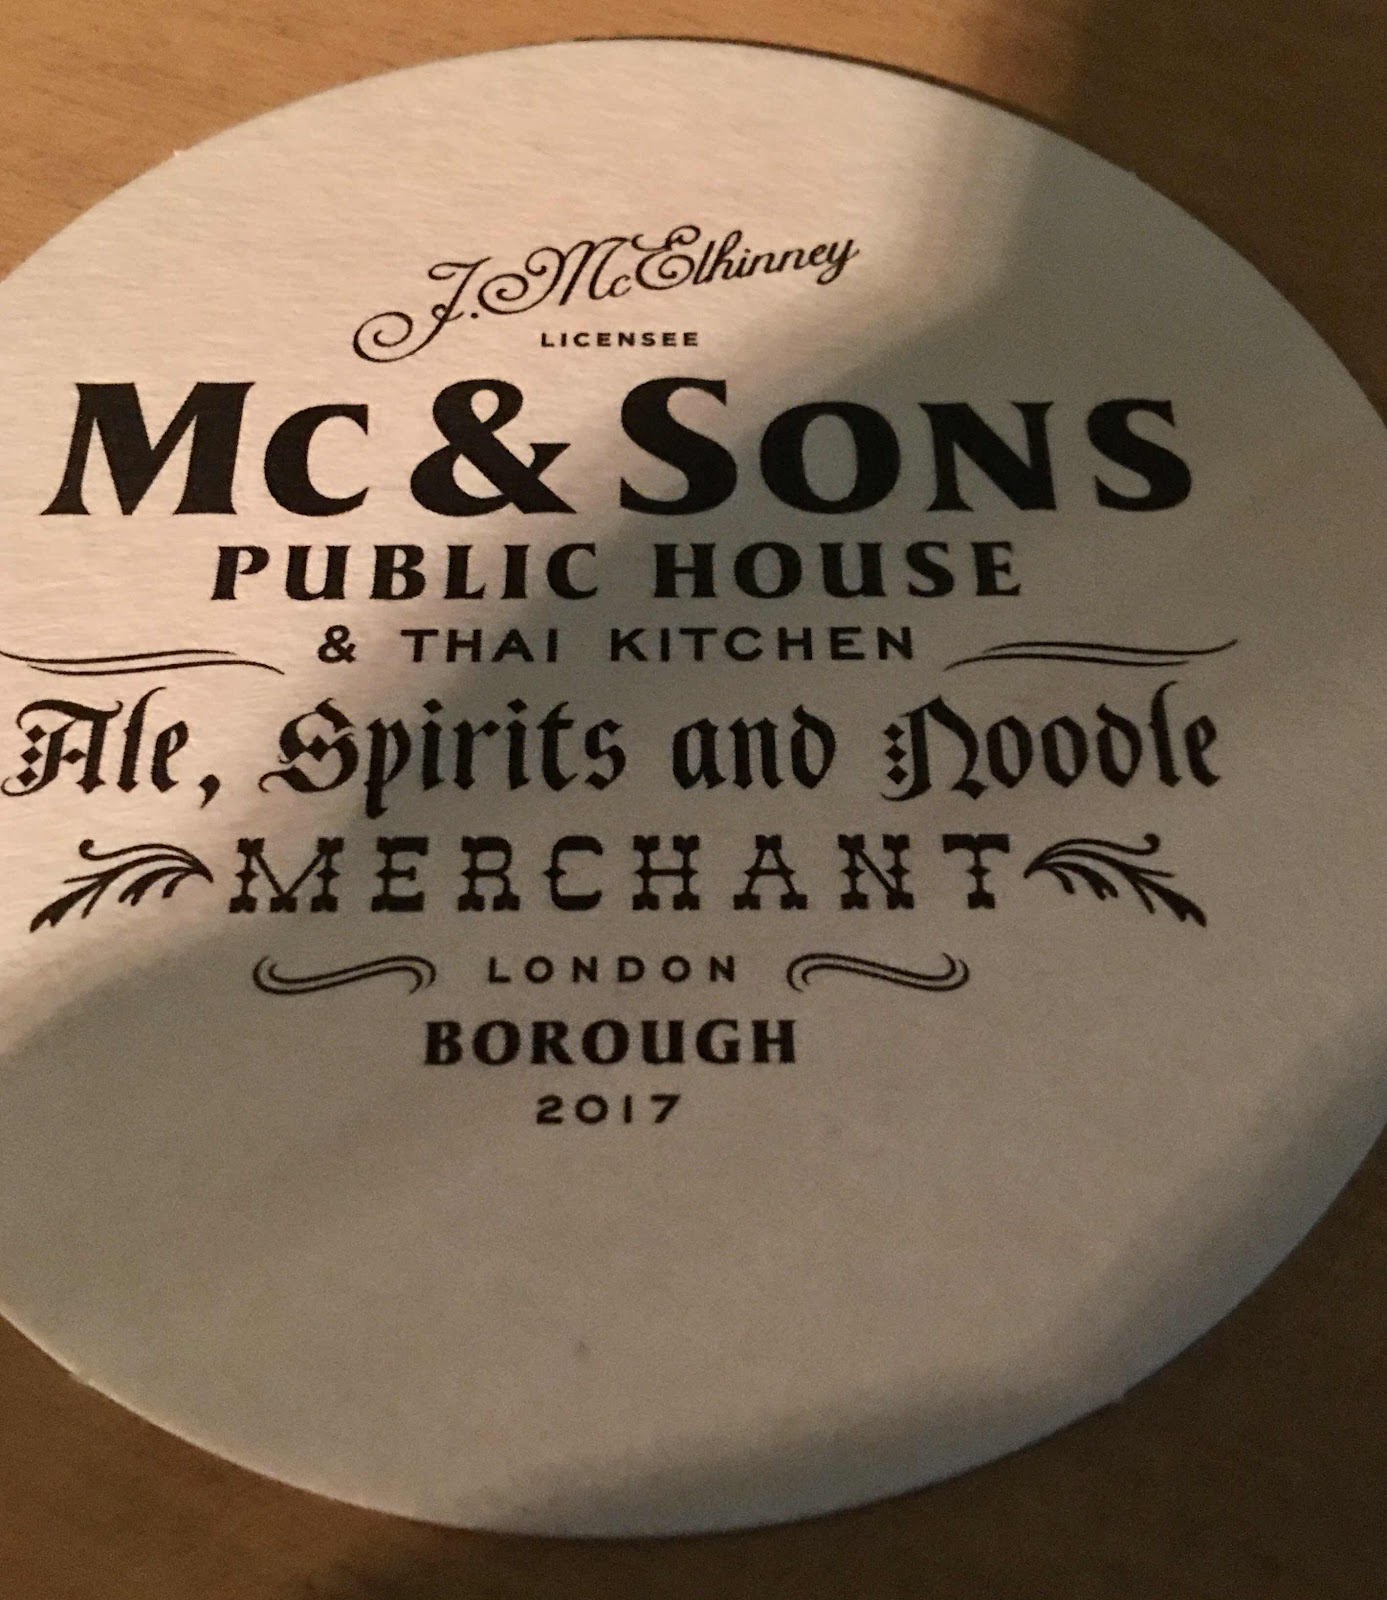 J. McElhinney
LICENSEE
Mc & Sons
PUBLIC HOUSE
& THAI KITCHEN
Ale, Spirits and Noodle
MERCHANT
LONDON
BOROUGH
2017